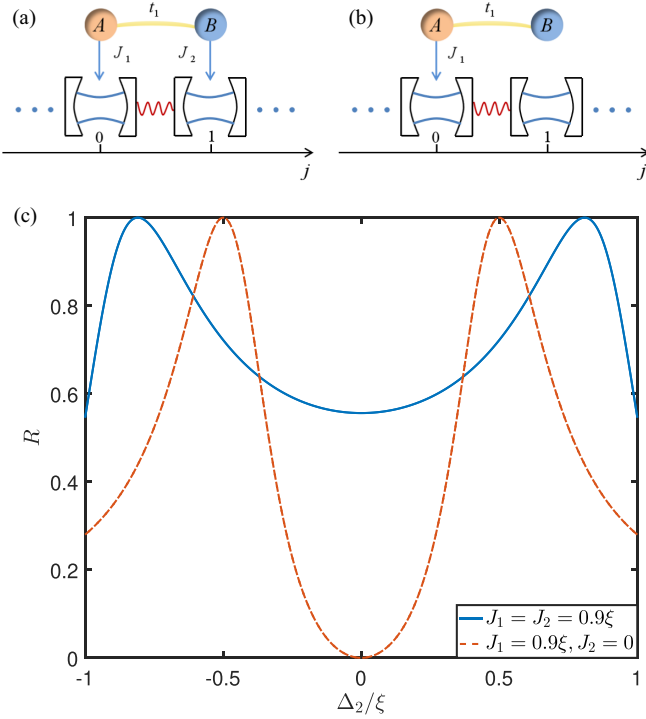 (a)
A
t₁
B
J₁
J₂
0
1
j
(b)
A
t₁
B
J₁
0
1
j
(c)
1
0.8
0.6
0.4
0.2
0
R
-1
-0.5
0
0.5
1
Δ₂/ξ
J₁ = J₂ = 0.9ξ
J₁ = 0.9ξ, J₂ = 0